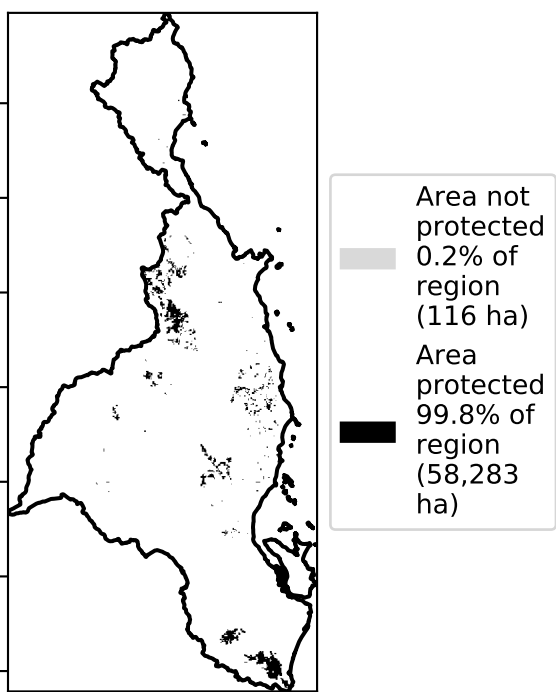 Area not
protected
0.2% of
region
(116 ha)
Area
protected
99.8% of
region
(58,283
ha)